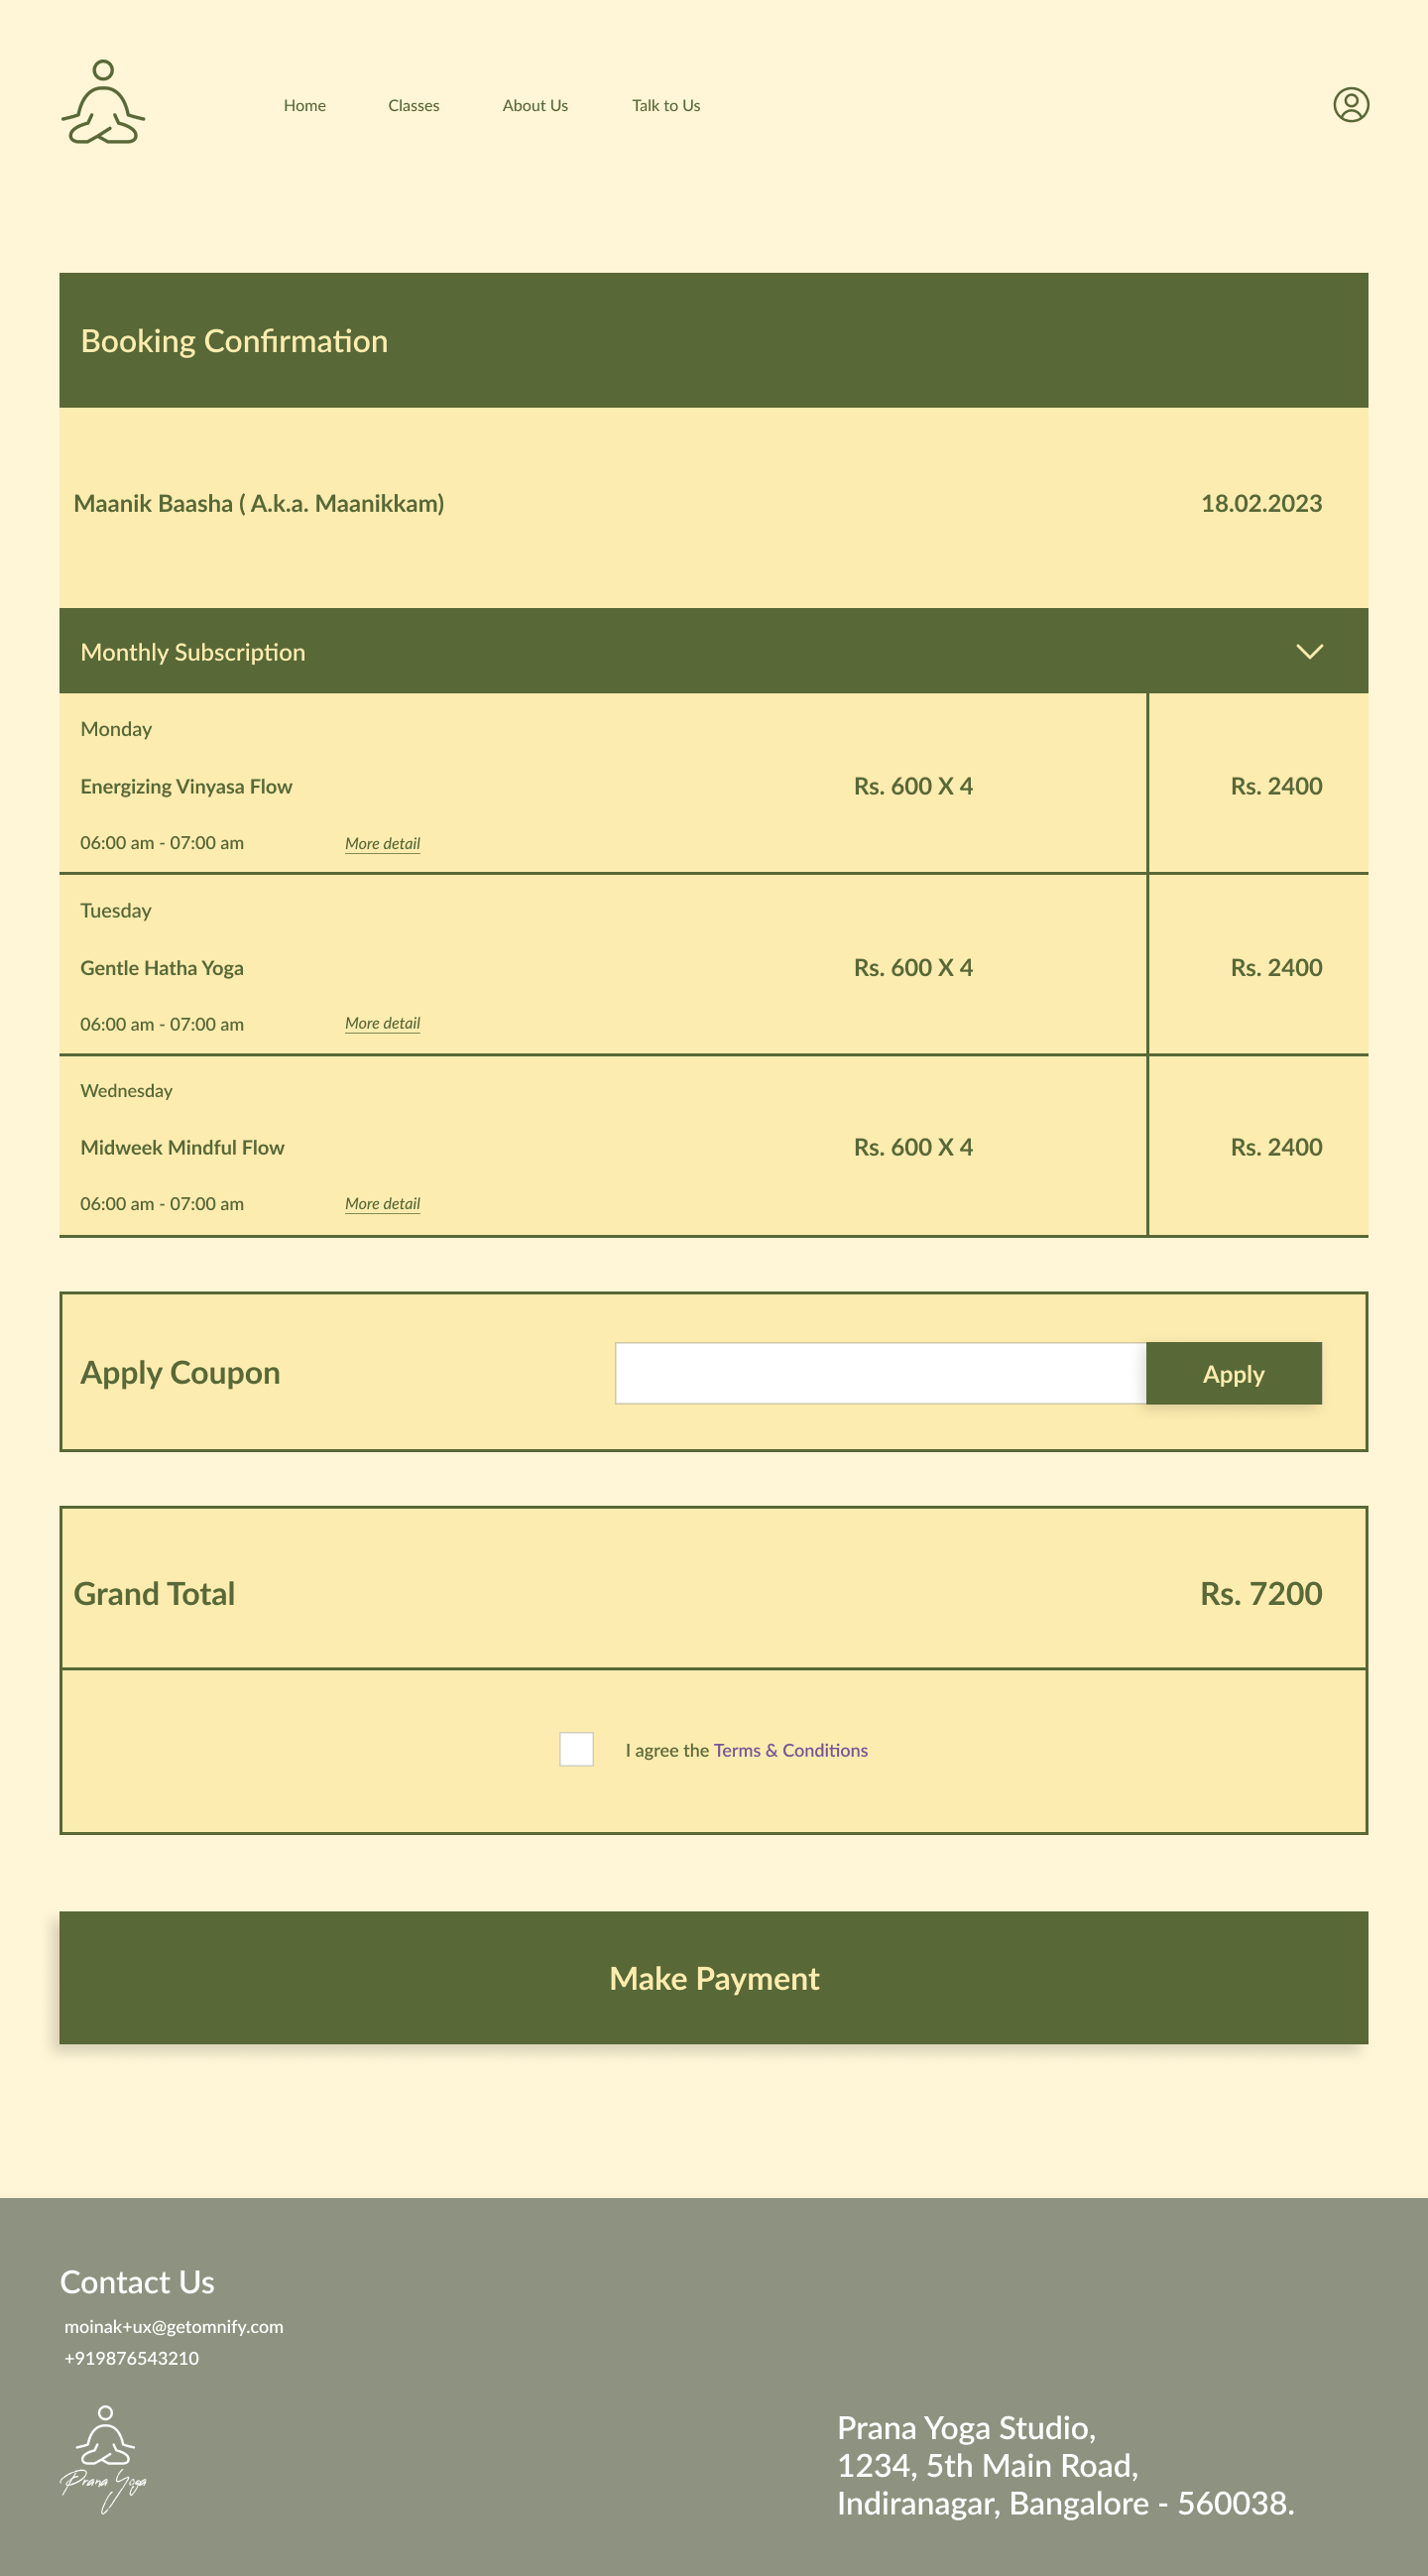 Home Classes About Us Talk to Us
Booking Confirmation
Maanik Baasha ( A.k.a. Maanikkam) 18.02.2023
Monthly Subscription
Monday
Energizing Vinyasa Flow Rs. 600 X 4 Rs. 2400
06:00 am - 07:00 am More detail
Tuesday
Gentle Hatha Yoga Rs. 600 X 4 Rs. 2400
06:00 am - 07:00 am More detail
Wednesday
Midweek Mindful Flow Rs. 600 X 4 Rs. 2400
06:00 am - 07:00 am More detail
Apply Coupon Apply
Grand Total Rs. 7200
I agree the Terms & Conditions
Make Payment
Contact Us
moinak+ux@getomnify.com
+919876543210
Prana Yoga
Prana Yoga Studio,
1234, 5th Main Road,
Indiranagar, Bangalore - 560038.